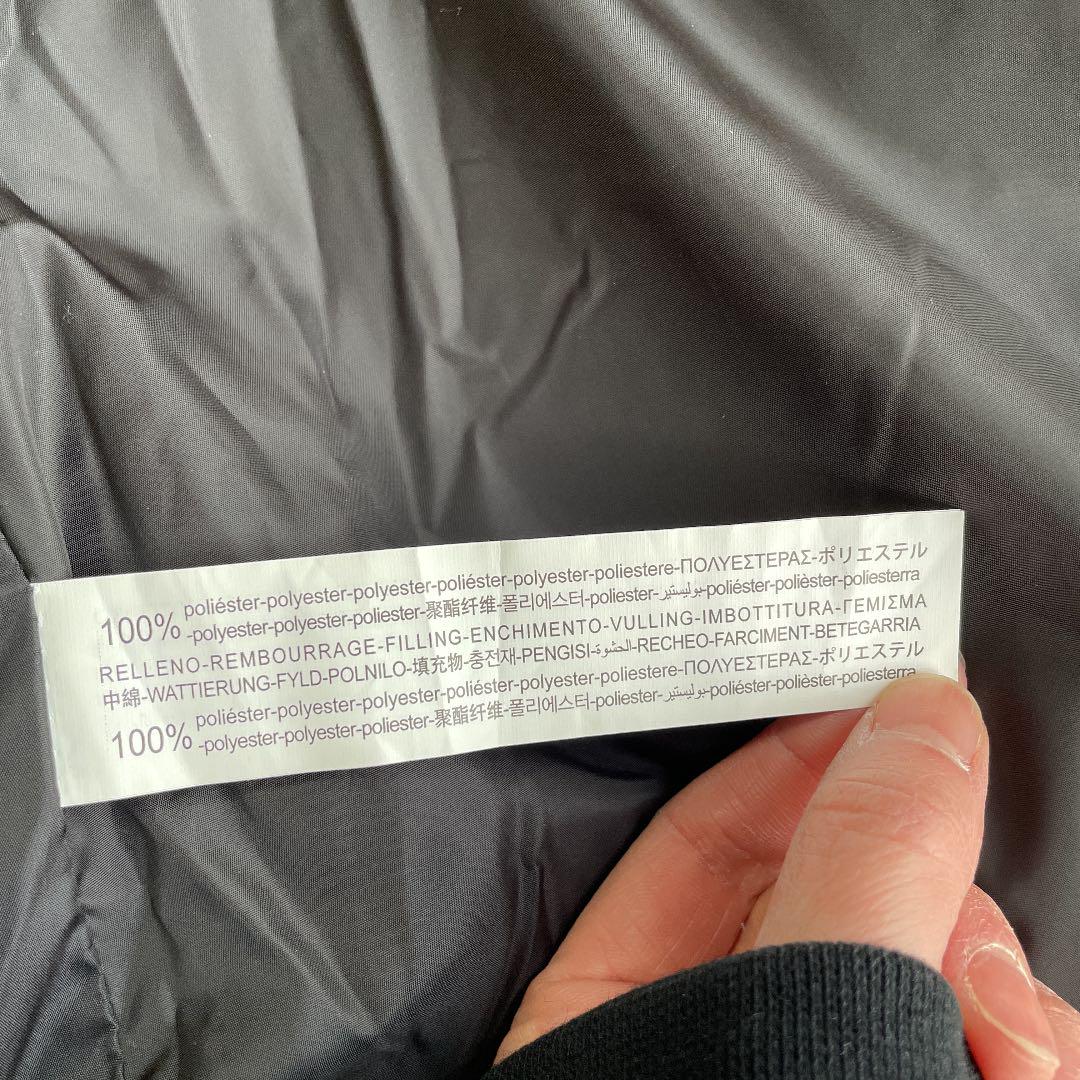 100% poliéster-polyester-poliéster-polyester-poliestere-ΠΟΛΥΕΣΤΕΡΑΣ-ポリエステル
-polyester-polyester-poliester-聚酯纤维-폴리에스터-poliester-بوليستير-poliéster-polièster-poliesterra
RELLENO-REMBOURRAGE-FILLING-ENCHIMENTO-VULLING-IMBOTTITURA-ΓΕΜΙΣΜΑ
中綿-WATTIERUNG-FYLD-POLNILO-填充物-충전재-PENGISI-الحشوة-RECHEO-FARCIMENT-BETEGARRIA
100% poliéster-polyester-poliéster-polyester-poliestere-ΠΟΛΥΕΣΤΕΡΑΣ-ポリエステル
-polyester-polyester-poliester-聚酯纤维-폴리에스터-poliester-بوليستير-poliéster-polièster-poliesterra